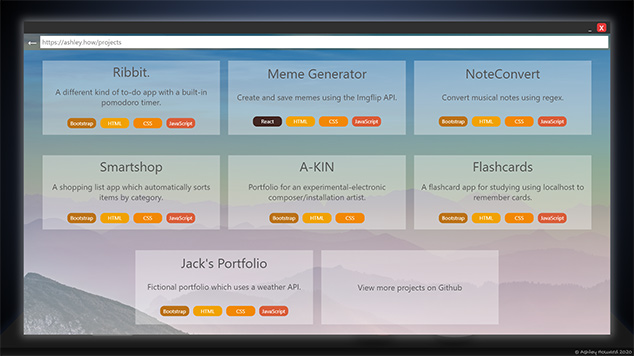 https://ashley.how/projects
Ribbit.
A different kind of to-do app with a built-in
pomodoro timer.
Bootstrap HTML CSS JavaScript
Meme Generator
Create and save memes using the Imgflip API.
React HTML CSS JavaScript
NoteConvert
Convert musical notes using regex.
Bootstrap HTML CSS JavaScript
Smartshop
A shopping list app which automatically sorts
items by category.
Bootstrap HTML CSS JavaScript
A-KIN
Portfolio for an experimental-electronic
composer/installation artist.
Bootstrap HTML CSS
Flashcards
A flashcard app for studying using localhost to
remember cards.
Bootstrap HTML CSS JavaScript
Jack's Portfolio
Fictional portfolio which uses a weather API.
Bootstrap HTML CSS JavaScript
View more projects on Github
© Ashley Howard 2020